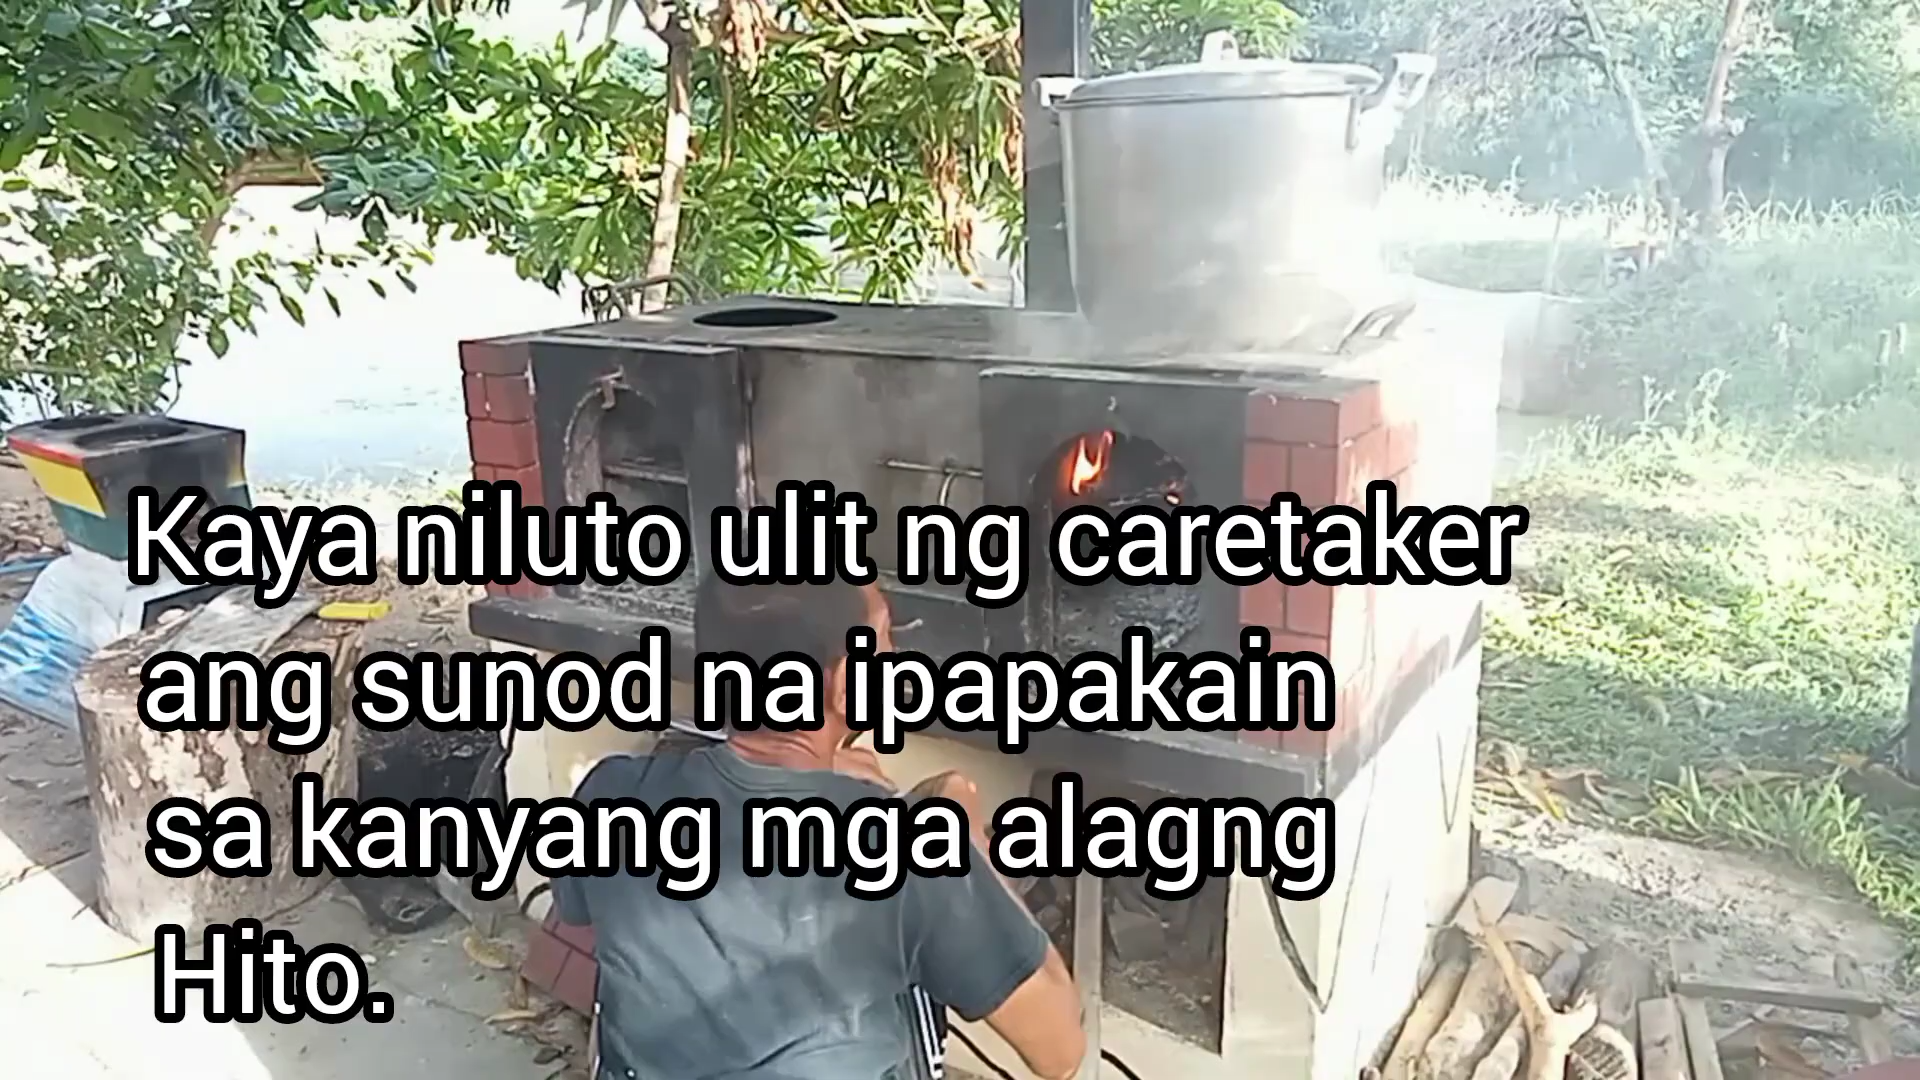 Kaya niluto ulit ng caretaker
ang sunod na ipapakain
sa kanyang mga alagng
Hito.